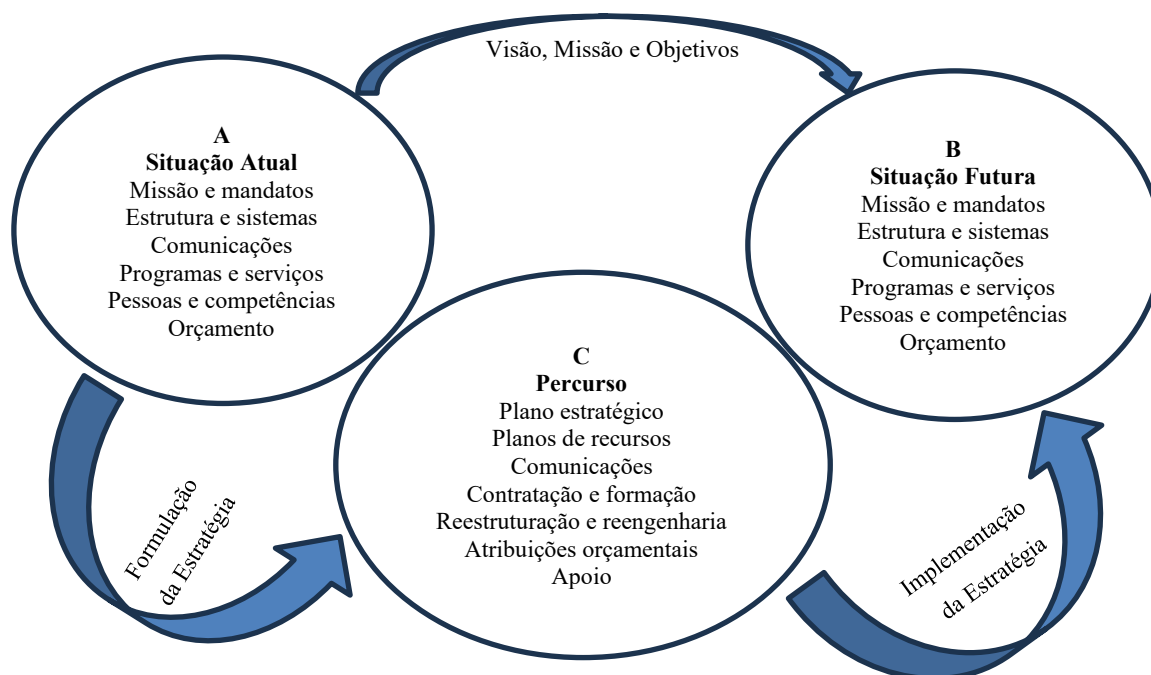 Visão, Missão e Objetivos
A
Situação Atual
Missão e mandatos
Estrutura e sistemas
Comunicações
Programas e serviços
Pessoas e competências
Orçamento
B
Situação Futura
Missão e mandatos
Estrutura e sistemas
Comunicações
Programas e serviços
Pessoas e competências
Orçamento
C
Percurso
Plano estratégico
Planos de recursos
Comunicações
Contratação e formação
Reestruturação e reengenharia
Atribuições orçamentais
Apoio
Formulação
da Estratégia
Implementação
da Estratégia